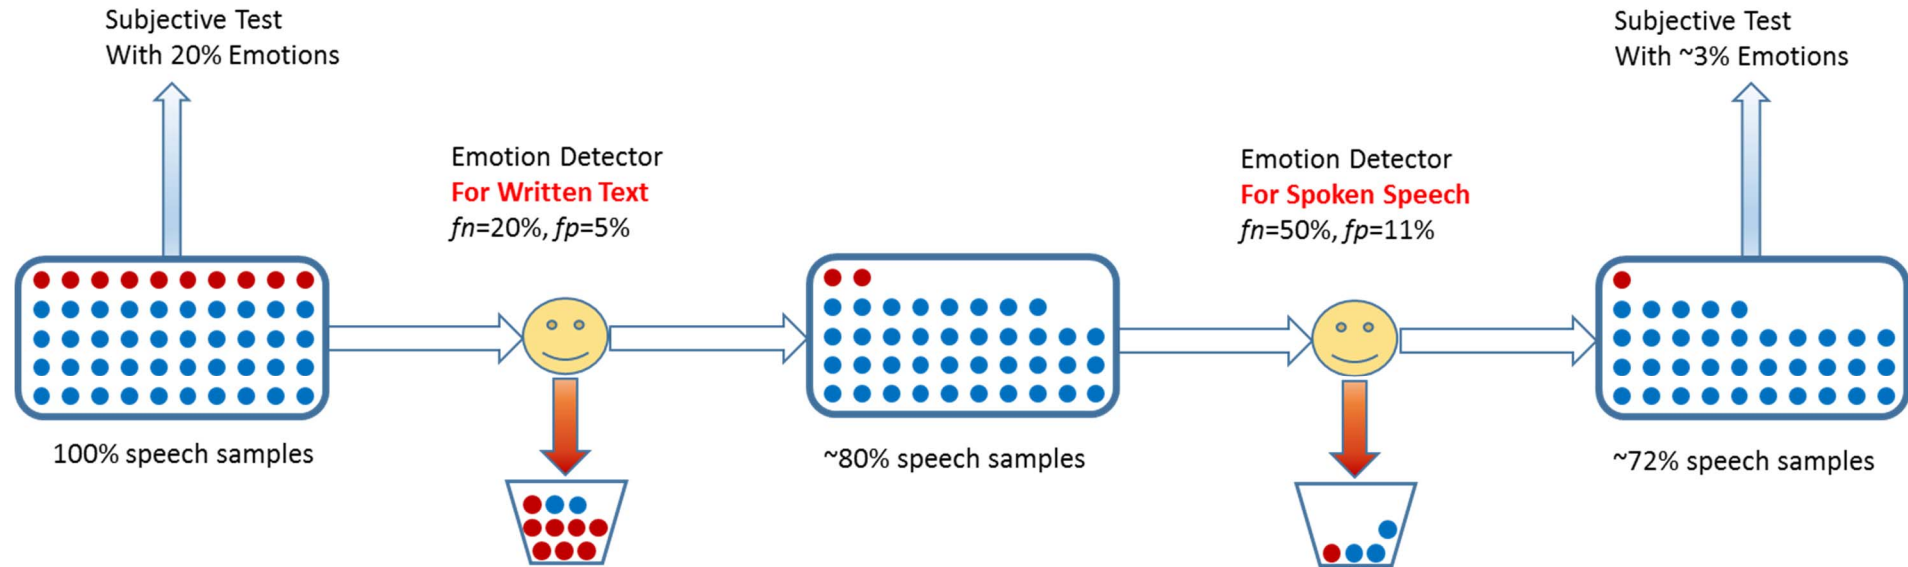 Subjective Test
With 20% Emotions
Subjective Test
With ~3% Emotions
Emotion Detector
For Written Text
fn=20%, fp=5%
Emotion Detector
For Spoken Speech
fn=50%, fp=11%
100% speech samples
~80% speech samples
~72% speech samples